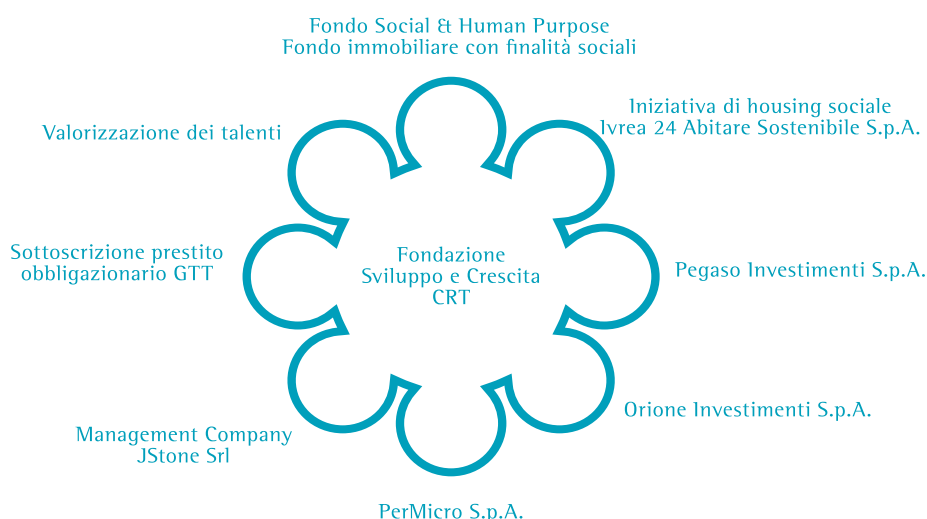 Fondo Social & Human Purpose
Fondo immobiliare con finalità sociali
Iniziativa di housing sociale
Ivrea 24 Abitare Sostenibile S.p.A.
Valorizzazione dei talenti
Sottoscrizione prestito
obbligazionario GTT
Fondazione
Sviluppo e Crescita
CRT
Pegaso Investimenti S.p.A.
Orione Investimenti S.p.A.
Management Company
JStone Srl
PerMicro S.p.A.